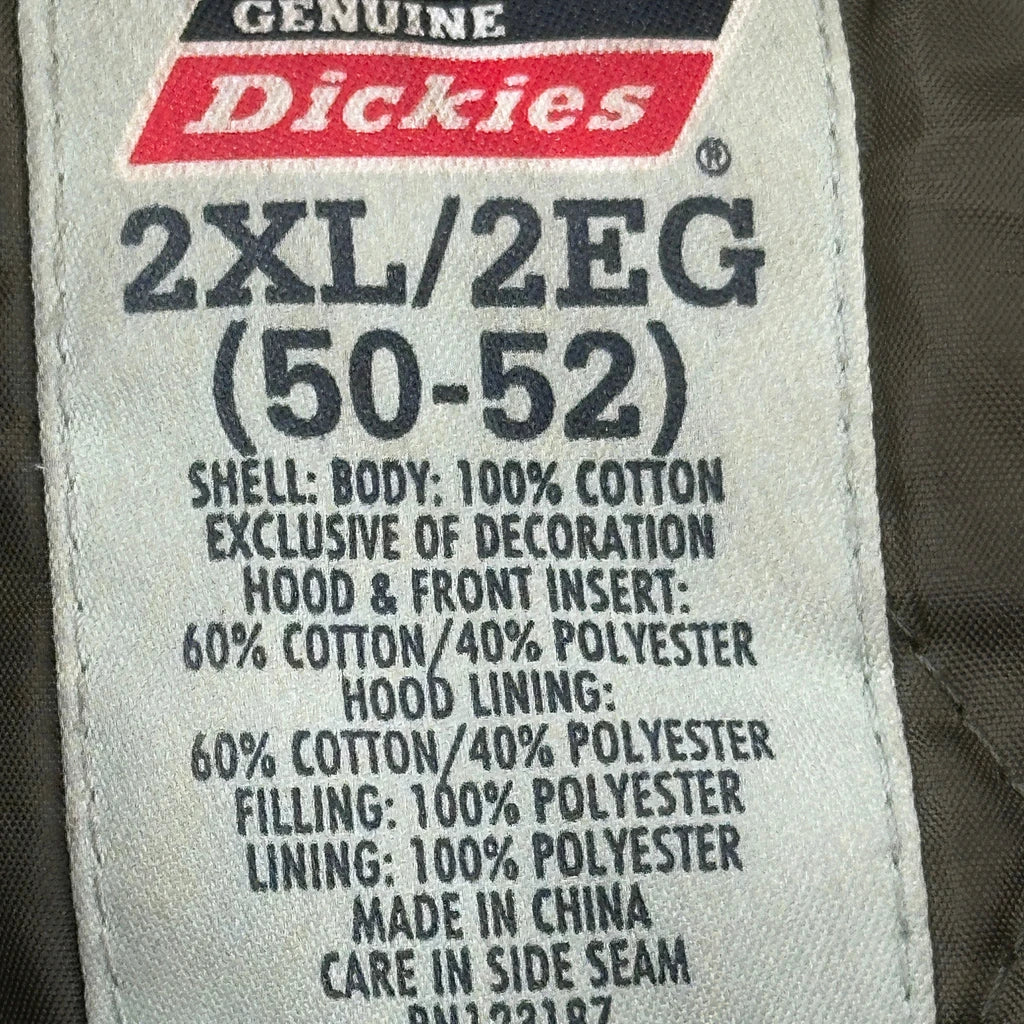 GENUINE
Dickies
®
2XL/2EG
(50-52)
SHELL: BODY: 100% COTTON
EXCLUSIVE OF DECORATION
HOOD & FRONT INSERT:
60% COTTON/40% POLYESTER
HOOD LINING:
60% COTTON/40% POLYESTER
FILLING: 100% POLYESTER
LINING: 100% POLYESTER
MADE IN CHINA
CARE IN SIDE SEAM
RN123187